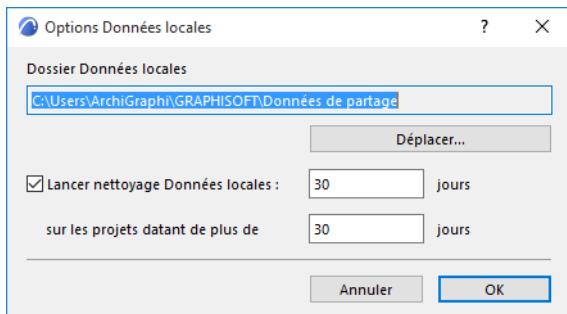 Options Données locales
Dossier Données locales
C:\Users\ArchiGraphi\GRAPHISOFT\Données de partage
Déplacer...
Lancer nettoyage Données locales : 30 jours
sur les projets datant de plus de 30 jours
Annuler OK